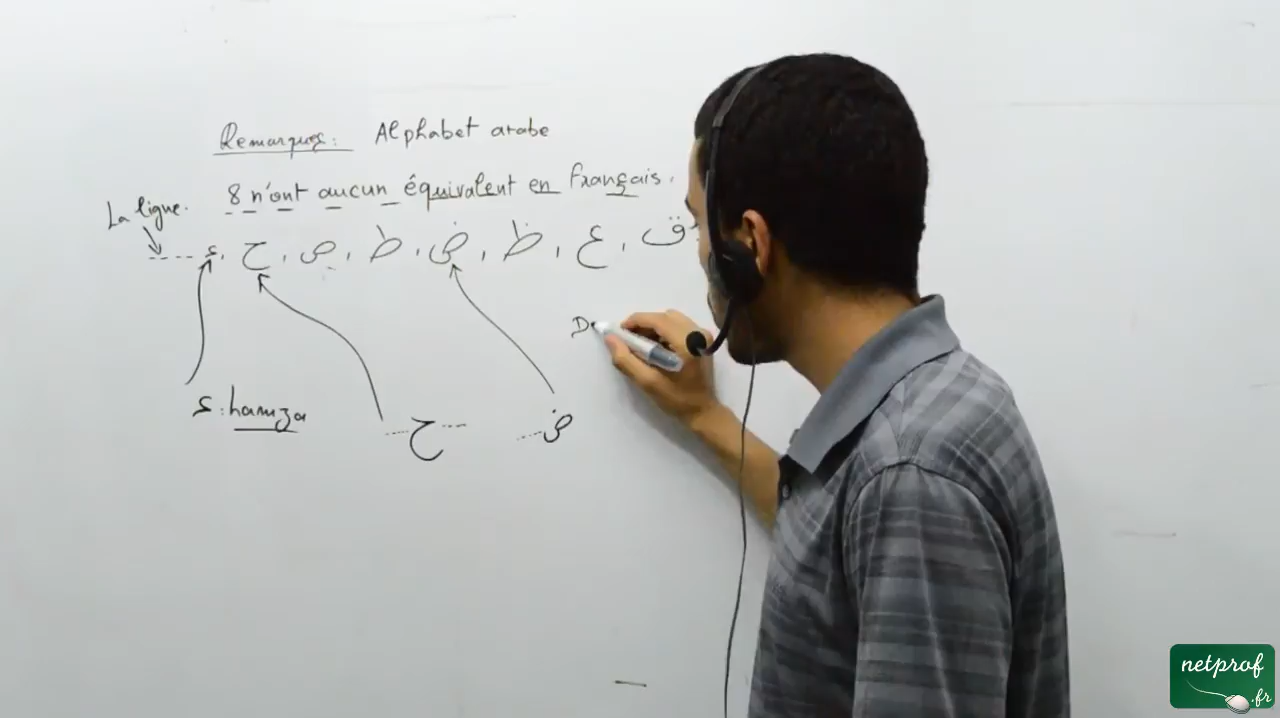 Remarques: Alphabet arabe
8 n'ont aucun équivalent en français.
La ligne.
ء, ح, ص, ط, ض, ظ, ع, ق
ء: hamza
ح
ض
D
netprof
.fr